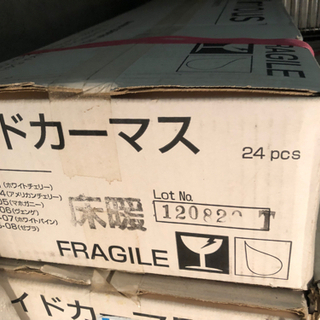 FRAGILE
ドカーマス
24 pcs
(ホワイトチェリー)
4(アメリカンチェリー)
05(マホガニー)
06(ウェンゲ)
-07(ホワイトパイン)
-08(ゼブラ)
床暖
Lot No.
FRAGILE
ィドカーマス